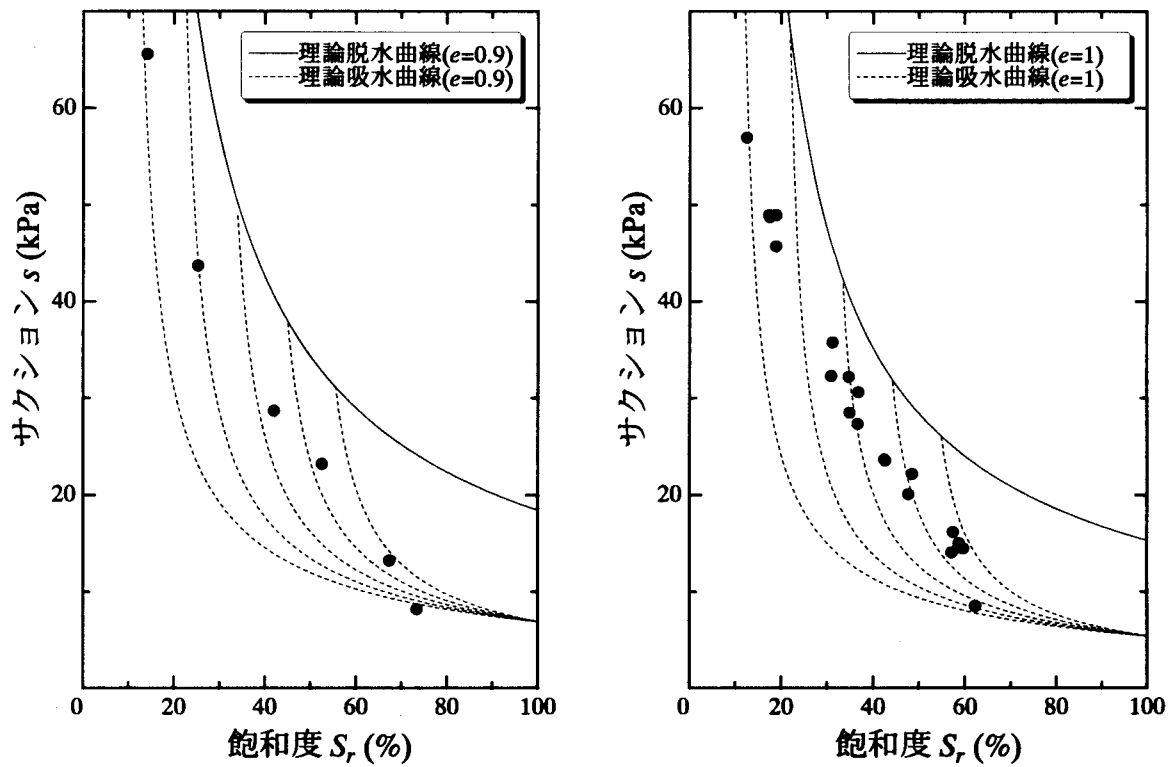 理論脱水曲線(e=0.9)
理論吸水曲線(e=0.9)
サクション s (kPa)
60
40
20
0 20 40 60 80 100
飽和度 Sr (%)
理論脱水曲線(e=1)
理論吸水曲線(e=1)
サクション s (kPa)
60
40
20
0 20 40 60 80 100
飽和度 Sr (%)